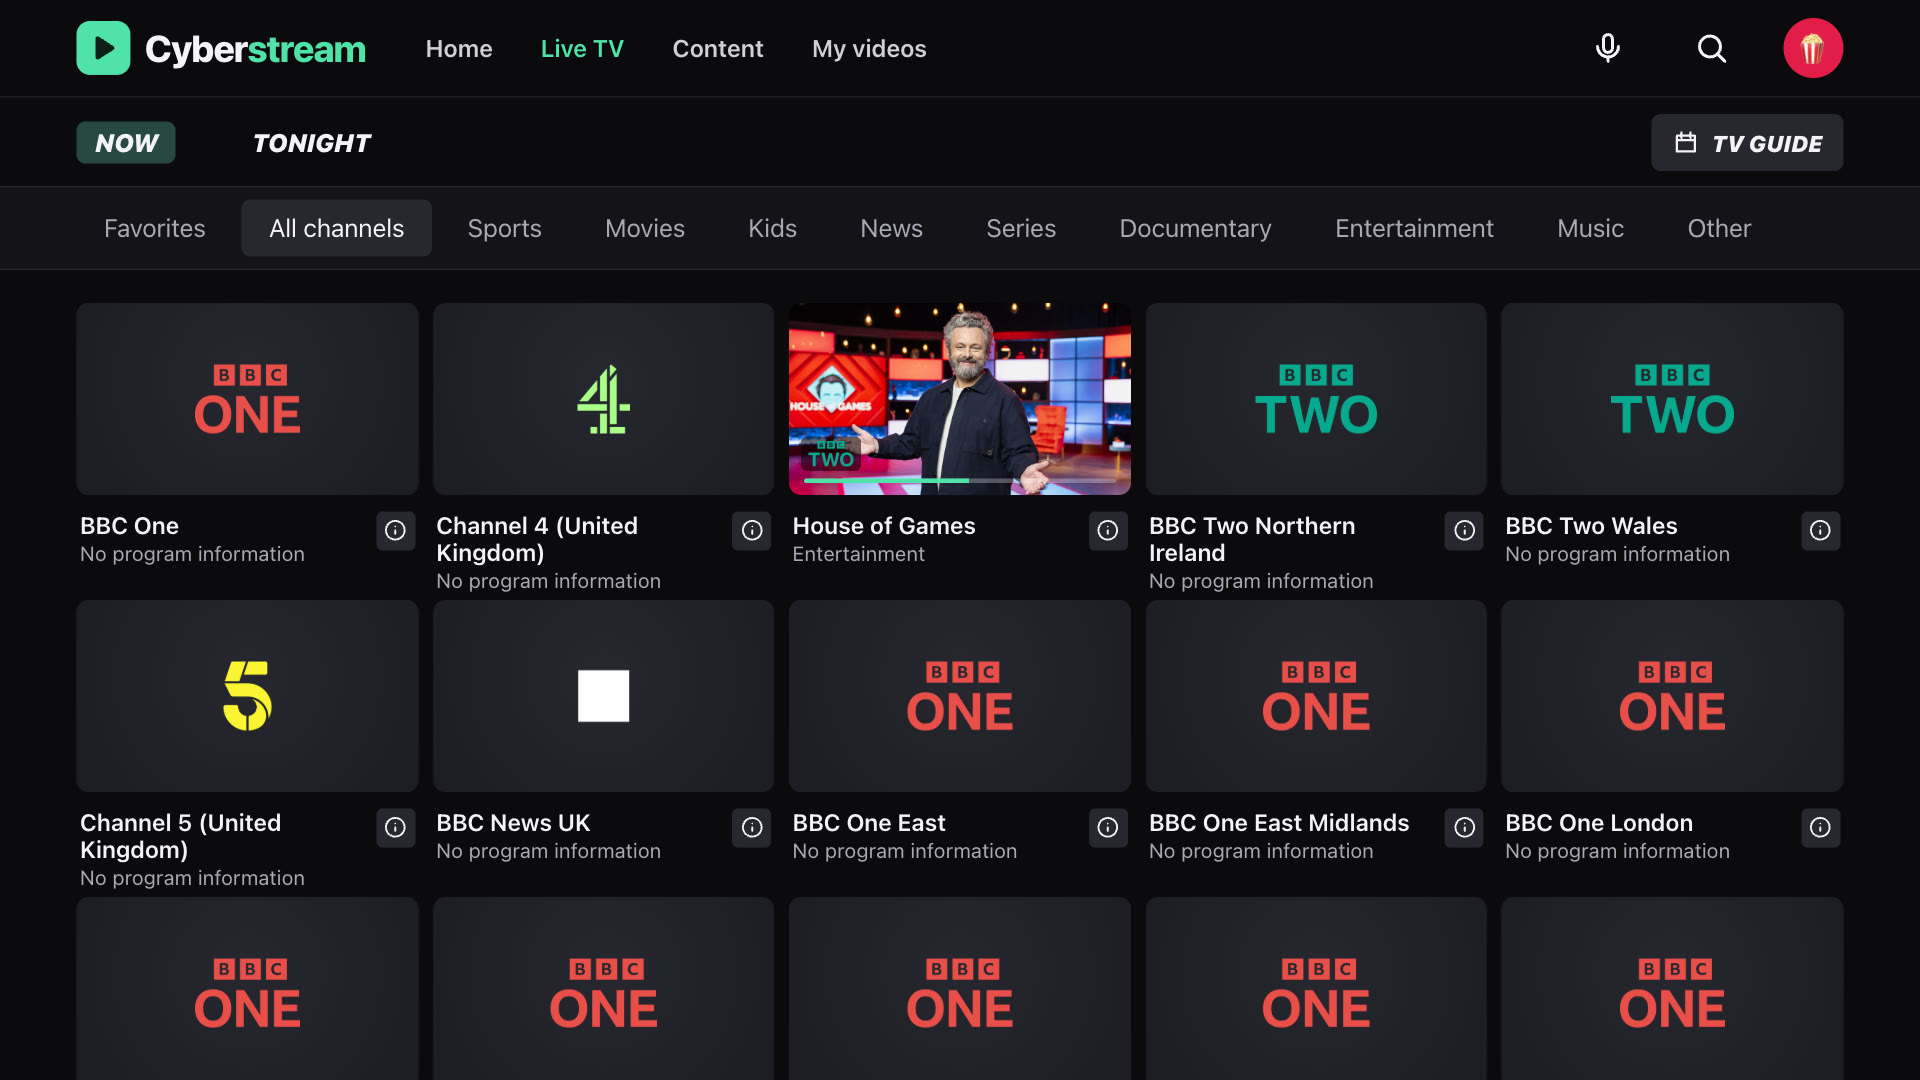 Cyberstream
Home
Live TV
Content
My videos
NOW
TONIGHT
TV GUIDE
Favorites
All channels
Sports
Movies
Kids
News
Series
Documentary
Entertainment
Music
Other
BBC
ONE
4
HOUSE of GAMES
BBC
TWO
BBC
TWO
BBC
TWO
BBC One
No program information
Channel 4 (United
Kingdom)
No program information
House of Games
Entertainment
BBC Two Northern
Ireland
No program information
BBC Two Wales
No program information
5
BBC
ONE
BBC
ONE
BBC
ONE
Channel 5 (United
Kingdom)
No program information
BBC News UK
No program information
BBC One East
No program information
BBC One East Midlands
No program information
BBC One London
No program information
BBC
ONE
BBC
ONE
BBC
ONE
BBC
ONE
BBC
ONE